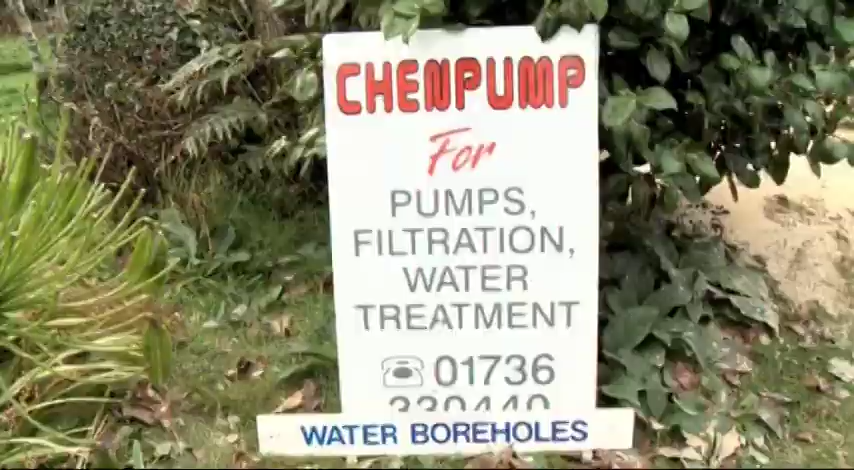 CHENPUMP
For
PUMPS,
FILTRATION,
WATER
TREATMENT
01736
WATER BOREHOLES